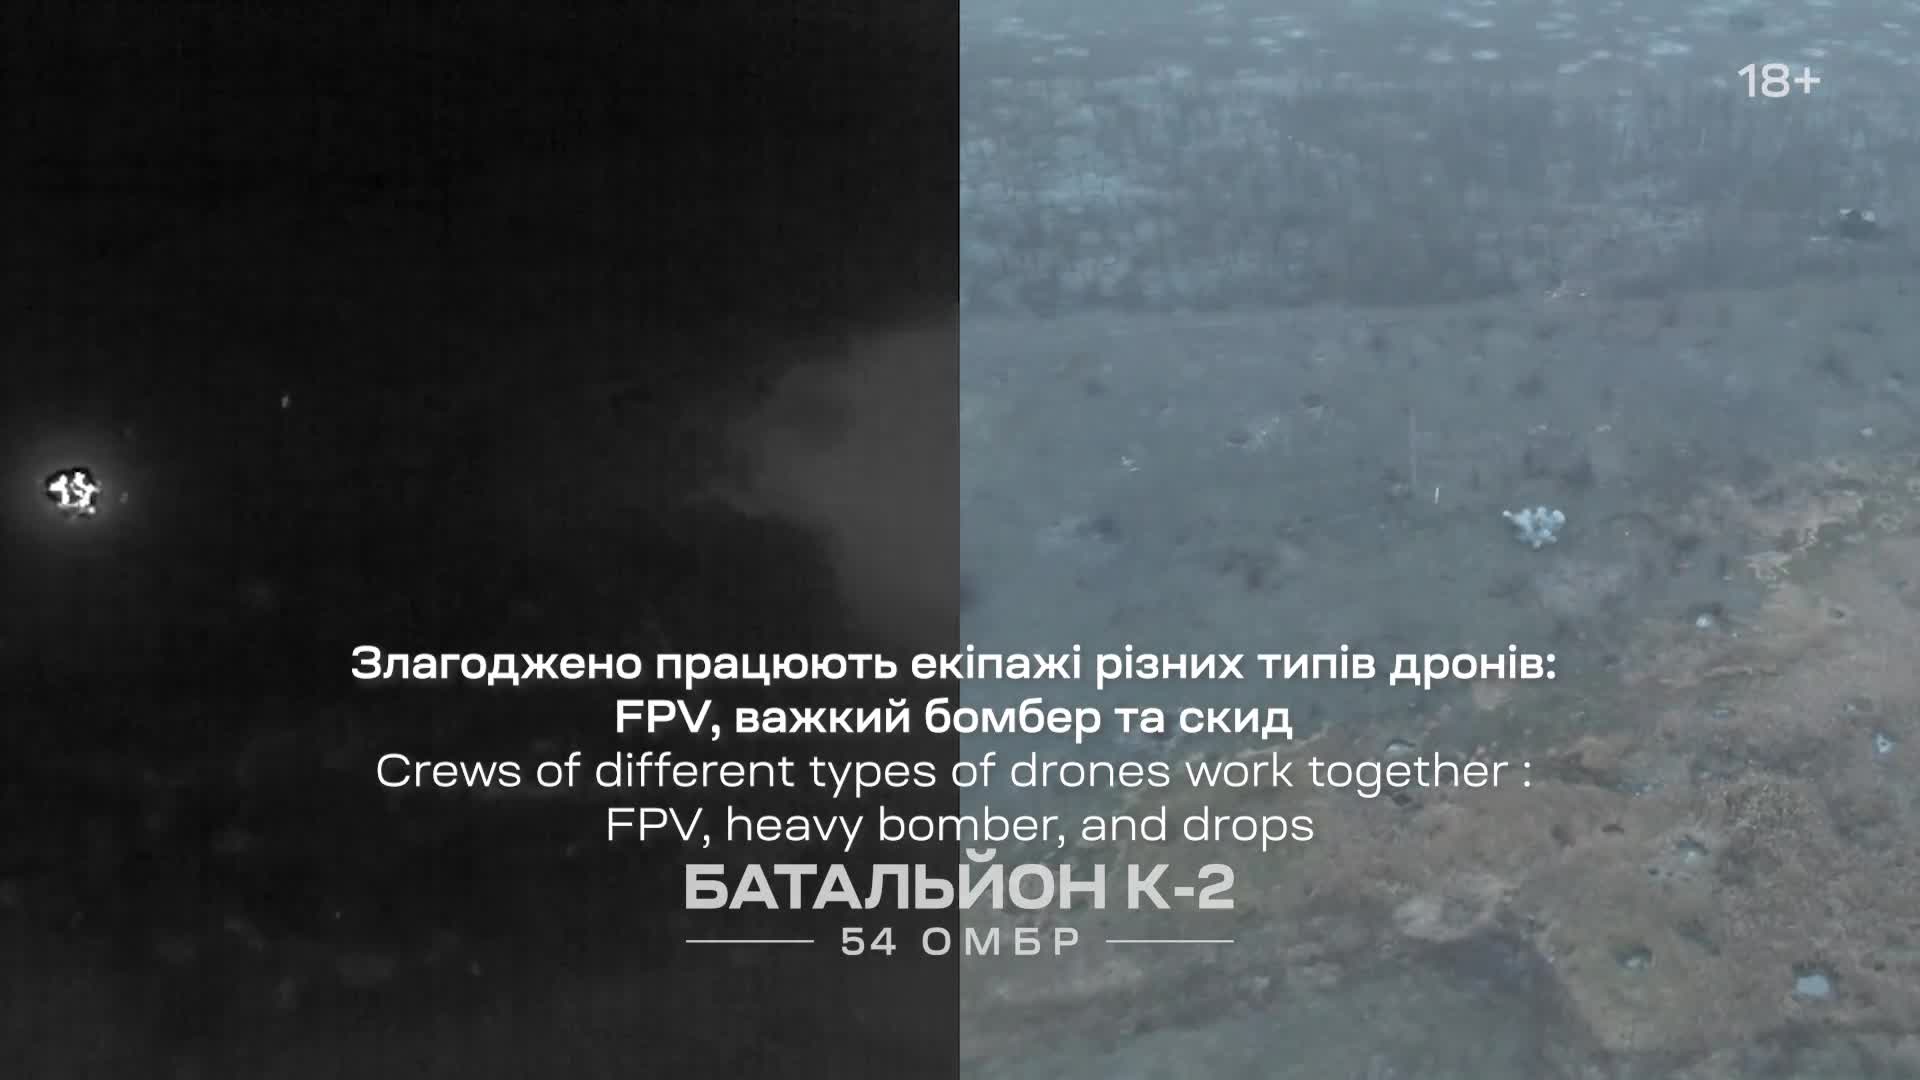 18+
Злагоджено працюють екіпажі різних типів дронів:
FPV, важкий бомбер та скид
Crews of different types of drones work together :
FPV, heavy bomber, and drops
БАТАЛЬЙОН К-2
54 ОМБР